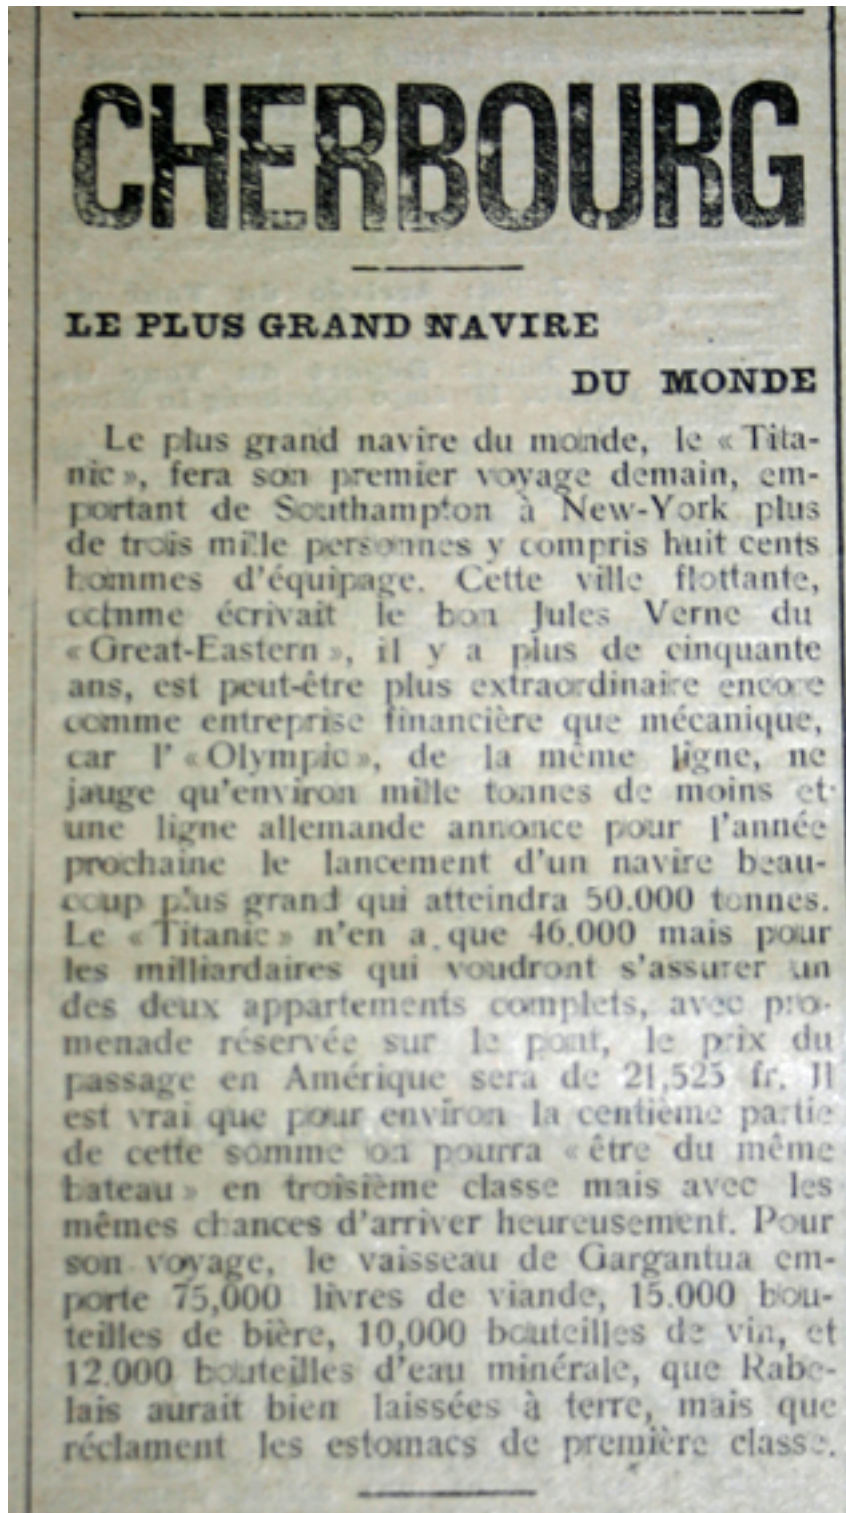 CHERBOURG
LE PLUS GRAND NAVIRE
DU MONDE
Le plus grand navire du monde, le « Tita-
nic », fera son premier voyage demain, em-
portant de Southampton à New-York plus
de trois mille personnes y compris huit cents
hommes d'équipage. Cette ville flottante,
comme écrivait le bon Jules Verne du
« Great-Eastern », il y a plus de cinquante
ans, est peut-être plus extraordinaire encore
comme entreprise financière que mécanique,
car l' « Olympic », de la même ligne, ne
jauge qu'environ mille tonnes de moins et
une ligne allemande annonce pour l'année
prochaine le lancement d'un navire beau-
coup plus grand qui atteindra 50.000 tonnes.
Le « Titanic » n'en a que 46.000 mais pour
les milliardaires qui voudront s'assurer un
des deux appartements complets, avec pro-
menade réservée sur le pont, le prix du
passage en Amérique sera de 21,525 fr. Il
est vrai que pour environ la centième partie
de cette somme on pourra « être du même
bateau » en troisième classe mais avec les
mêmes chances d'arriver heureusement. Pour
son voyage, le vaisseau de Gargantua em-
porte 75,000 livres de viande, 15.000 bou-
teilles de bière, 10,000 bouteilles de vin, et
12.000 bouteilles d'eau minérale, que Rabe-
lais aurait bien laissées à terre, mais que
réclament les estomacs de première classe.